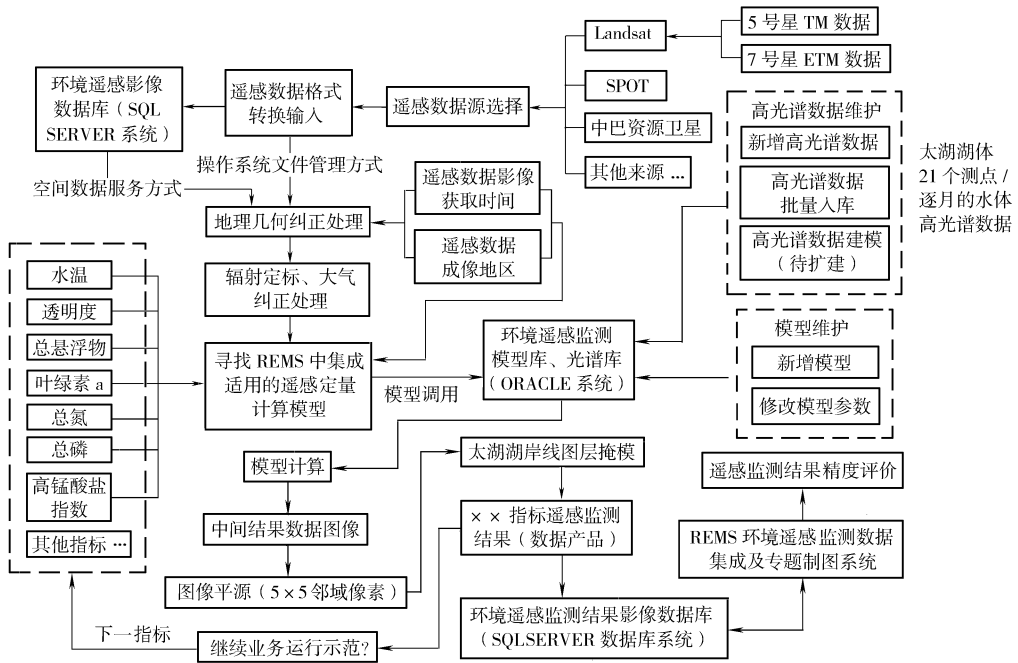 Landsat
5 号星 TM 数据
7 号星 ETM 数据
SPOT
中巴资源卫星
其他来源 …
遥感数据源选择
遥感数据格式
转换输入
环境遥感影像
数据库(SQL
SERVER 系统)
操作系统文件管理方式
空间数据服务方式
遥感数据影像
获取时间
遥感数据
成像地区
地理几何纠正处理
辐射定标、大气
纠正处理
寻找 REMS 中集成
适用的遥感定量
计算模型
模型调用
环境遥感监测
模型库、光谱库
(ORACLE 系统)
高光谱数据维护
新增高光谱数据
高光谱数据
批量入库
高光谱数据建模
(待扩建)
太湖湖体
21 个测点 /
逐月的水体
高光谱数据
模型维护
新增模型
修改模型参数
水温
透明度
总悬浮物
叶绿素 a
总氮
总磷
高锰酸盐
指数
其他指标 …
模型计算
中间结果数据图像
图像平源(5×5邻域像素)
太湖湖岸线图层掩模
×× 指标遥感监测
结果(数据产品)
环境遥感监测结果影像数据库
(SQLSERVER 数据库系统)
遥感监测结果精度评价
REMS 环境遥感监测数据
集成及专题制图系统
继续业务运行示范?
下一指标